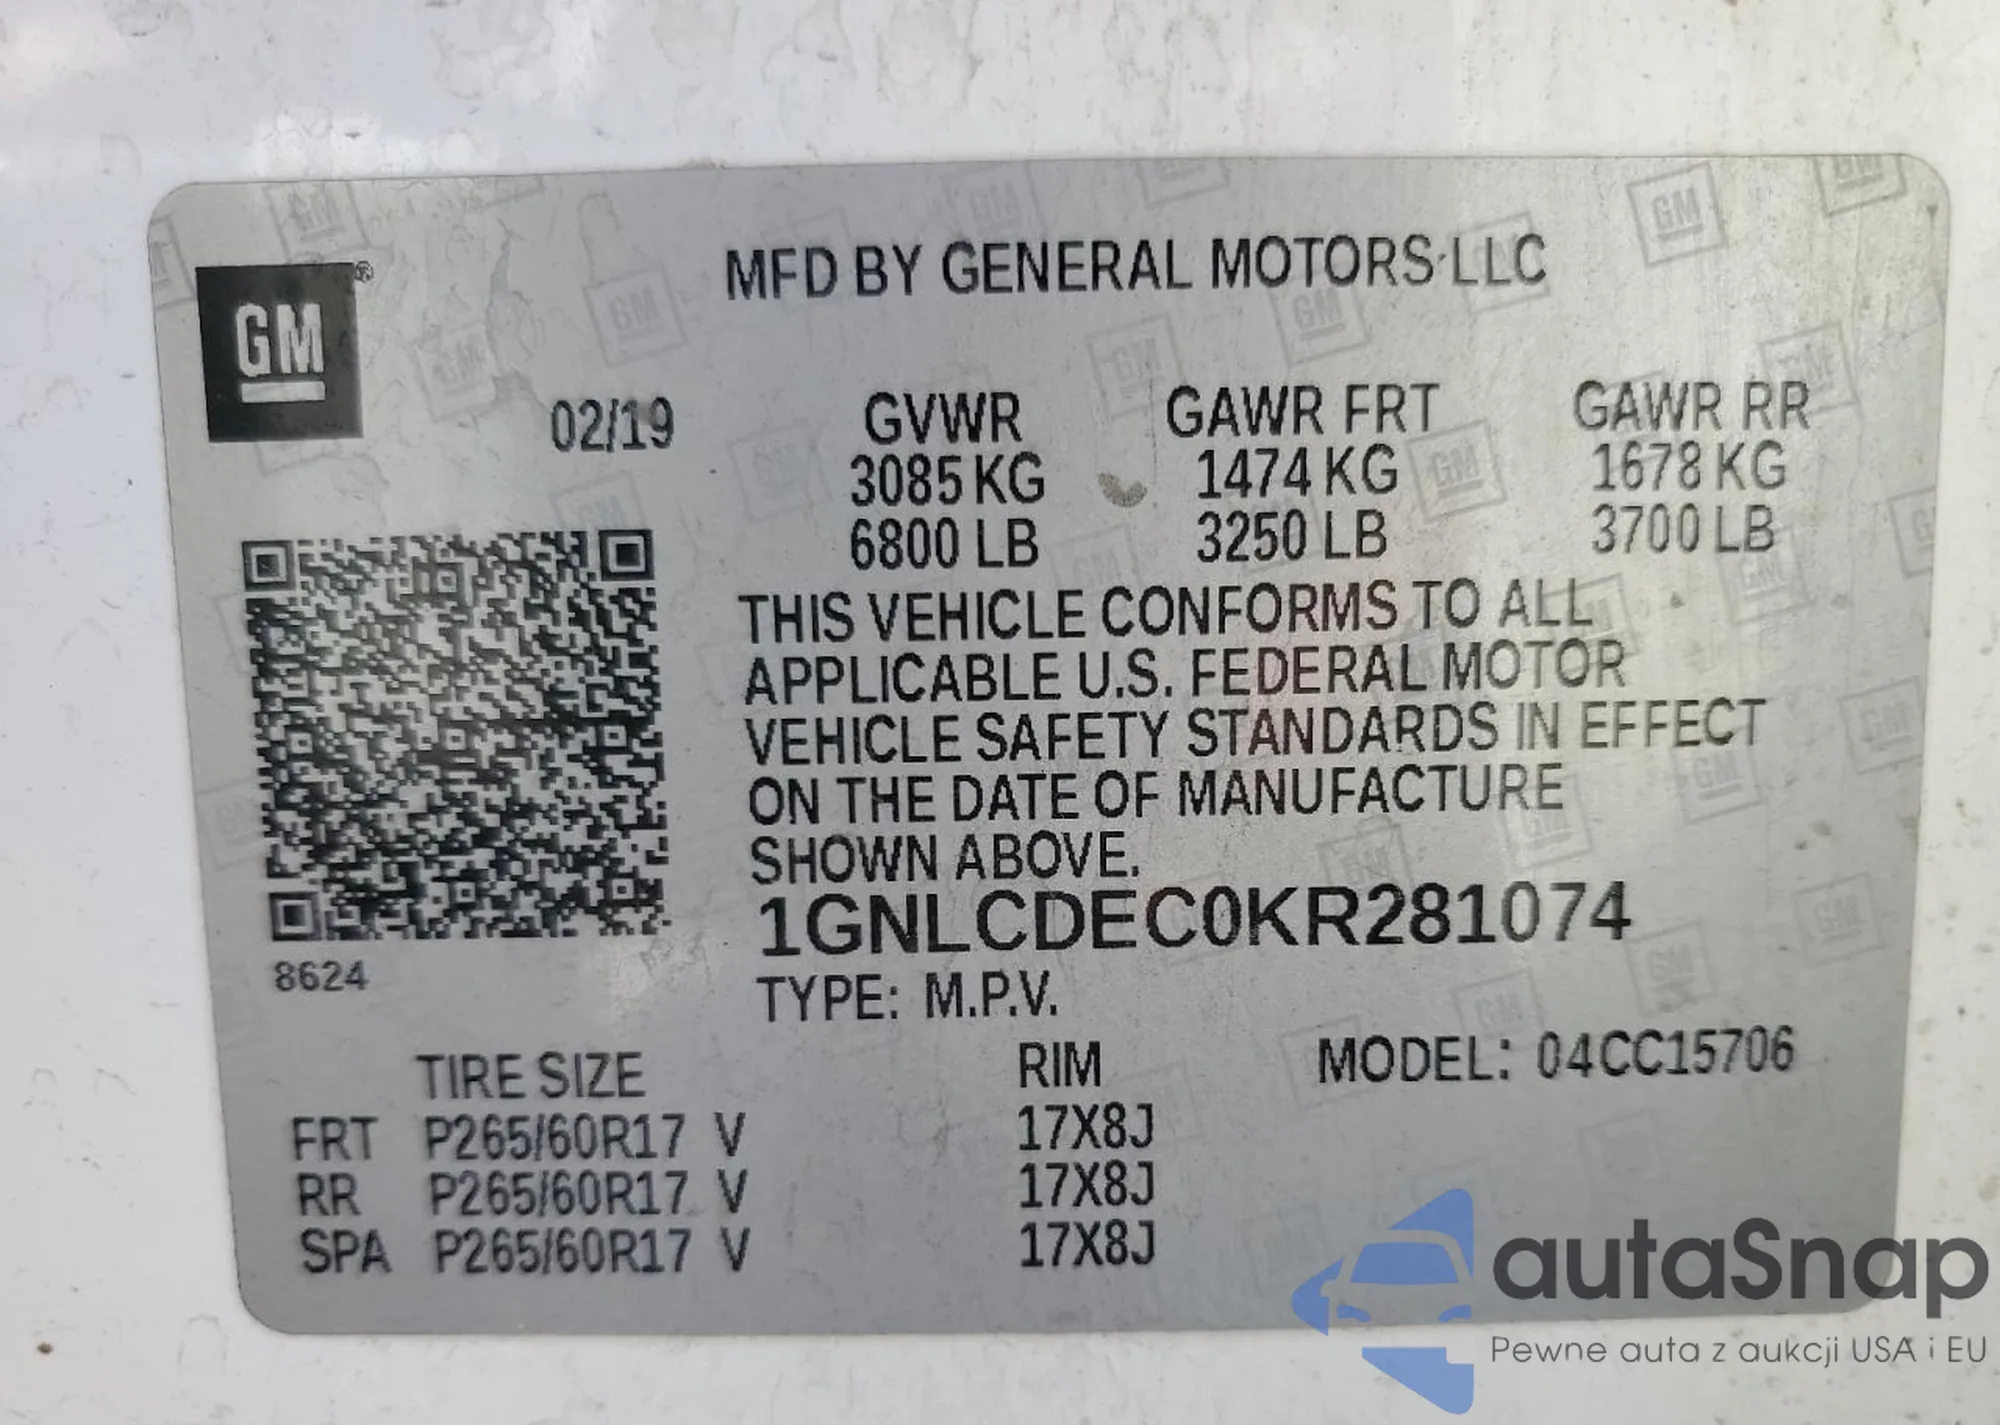 GM®
MFD BY GENERAL MOTORS LLC
02/19 GVWR GAWR FRT GAWR RR
3085 KG 1474 KG 1678 KG
6800 LB 3250 LB 3700 LB
THIS VEHICLE CONFORMS TO ALL
APPLICABLE U.S. FEDERAL MOTOR
VEHICLE SAFETY STANDARDS IN EFFECT
ON THE DATE OF MANUFACTURE
SHOWN ABOVE.
1GNLCDEC0KR281074
8624
TYPE: M.P.V.
TIRE SIZE RIM MODEL: 04CC15706
FRT P265/60R17 V 17X8J
RR P265/60R17 V 17X8J
SPA P265/60R17 V 17X8J
autaSnap
Pewne auta z aukcji USA i EU